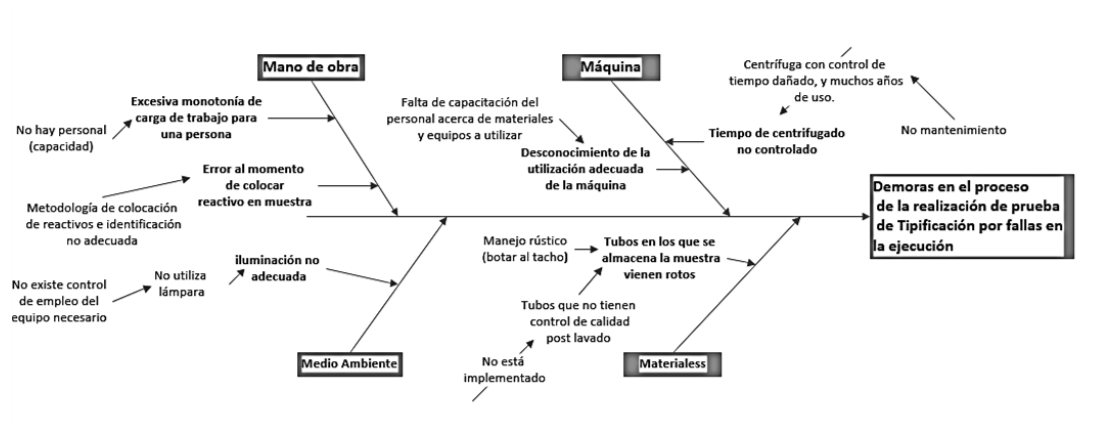 Mano de obra
Excesiva monotonía de
carga de trabajo para
una persona
No hay personal
(capacidad)
Error al momento
de colocar
reactivo en muestra
Metodología de colocación
de reactivos e identificación
no adecuada
Máquina
Falta de capacitación del
personal acerca de materiales
y equipos a utilizar
Desconocimiento de la
utilización adecuada
de la máquina
Centrífuga con control de
tiempo dañado, y muchos años
de uso.
No mantenimiento
Tiempo de centrifugado
no controlado
Demoras en el proceso
de la realización de prueba
de Tipificación por fallas en
la ejecución
iluminación no
adecuada
No utiliza
lámpara
No existe control
de empleo del
equipo necesario
Medio Ambiente
Manejo rústico
(botar al tacho)
Tubos en los que se
almacena la muestra
vienen rotos
Tubos que no tienen
control de calidad
post lavado
No está
implementado
Materialess